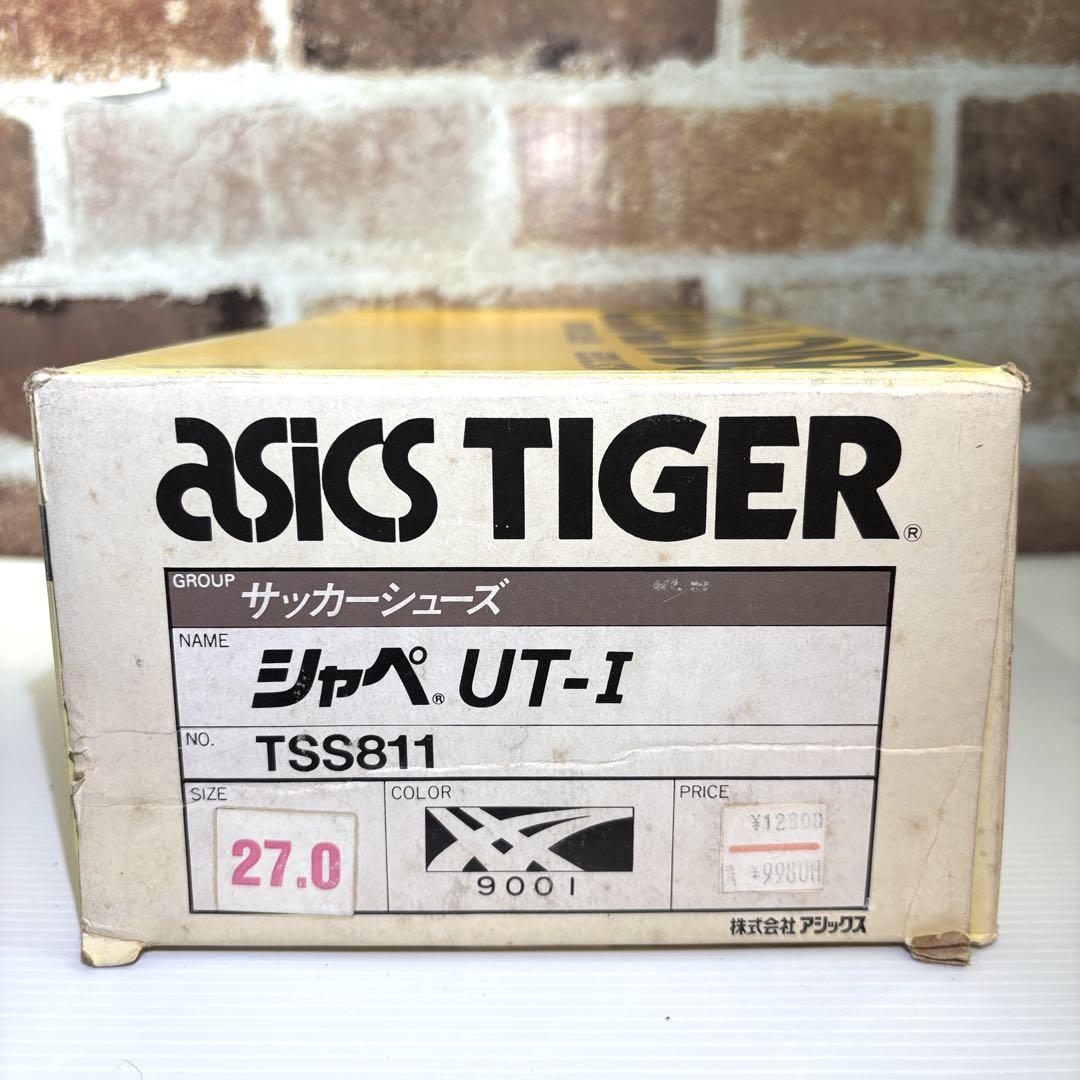 asics TIGER®
GROUP サッカーシューズ
NAME シャペ® UT-I
NO. TSS811
SIZE 27.0
COLOR 9001
PRICE ¥12800
¥9980
株式会社 アシックス